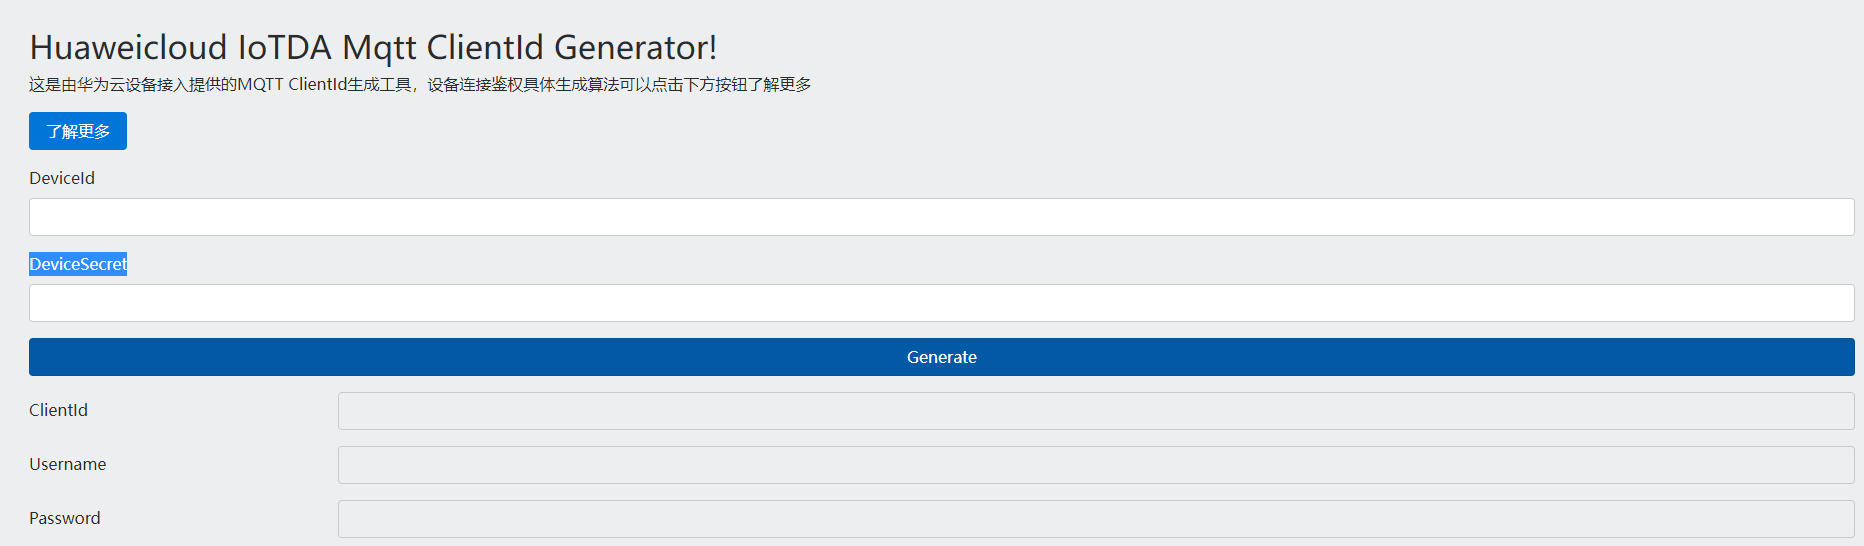 Huaweicloud IoTDA Mqtt ClientId Generator!
这是由华为云设备接入提供的MQTT ClientId生成工具，设备连接鉴权具体生成算法可以点击下方按钮了解更多
了解更多
DeviceId
DeviceSecret
Generate
ClientId
Username
Password